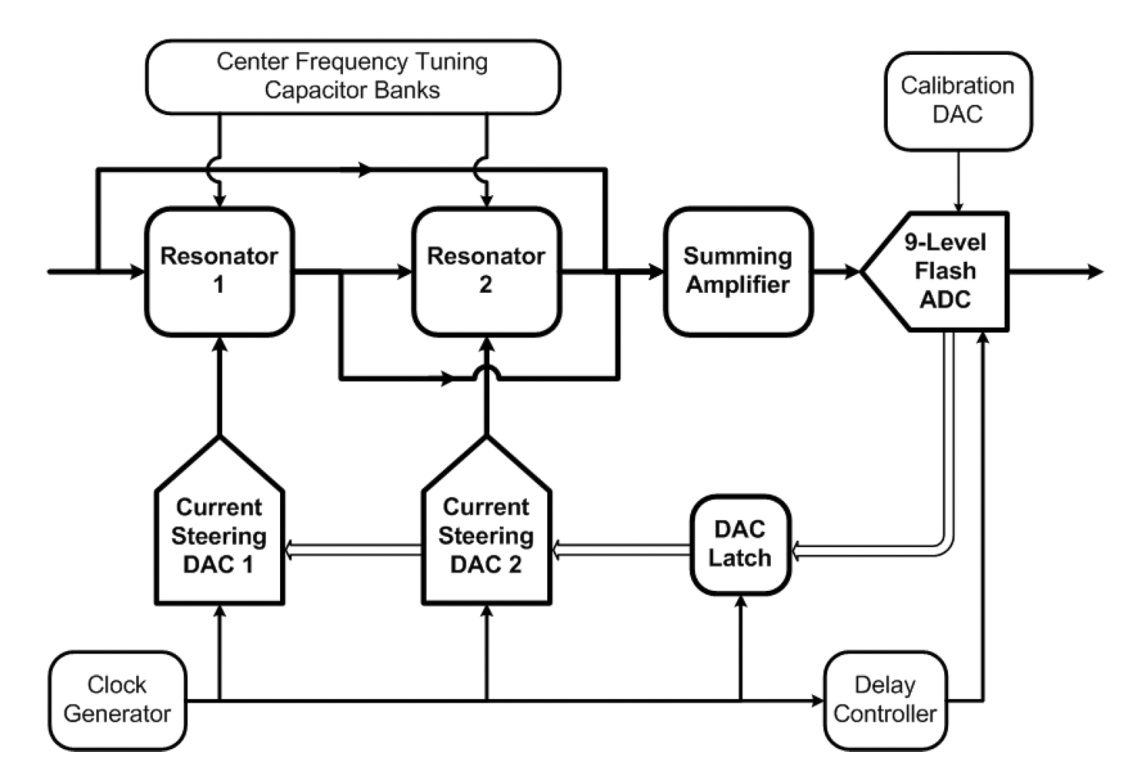 Center Frequency Tuning
Capacitor Banks
Calibration
DAC
Resonator
1
Resonator
2
Summing
Amplifier
9-Level
Flash
ADC
Current
Steering
DAC 1
Current
Steering
DAC 2
DAC
Latch
Clock
Generator
Delay
Controller